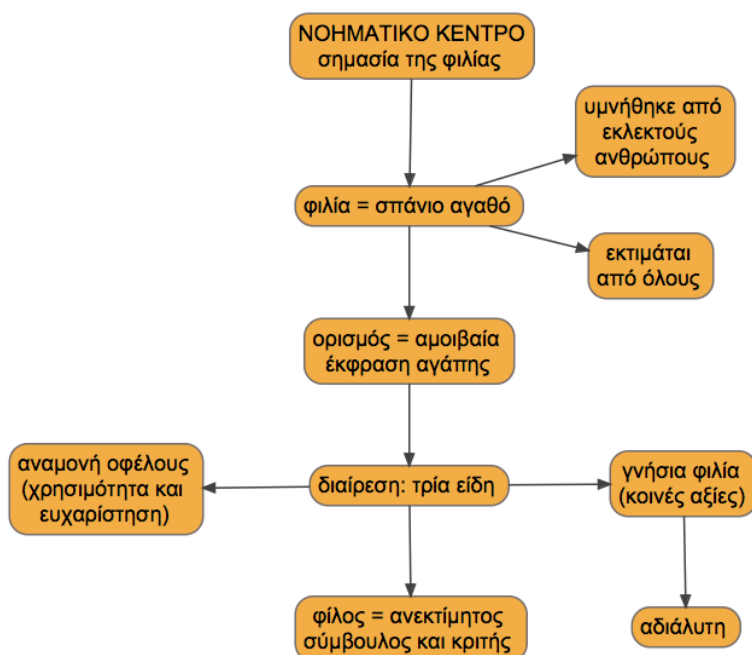 ΝΟΗΜΑΤΙΚΟ ΚΕΝΤΡΟ
σημασία της φιλίας
υμνήθηκε από
εκλεκτούς
ανθρώπους
φιλία = σπάνιο αγαθό
εκτιμάται
από όλους
ορισμός = αμοιβαία
έκφραση αγάπης
αναμονή οφέλους
(χρησιμότητα και
ευχαρίστηση)
διαίρεση: τρία είδη
γνήσια φιλία
(κοινές αξίες)
φίλος = ανεκτίμητος
σύμβουλος και κριτής
αδιάλυτη